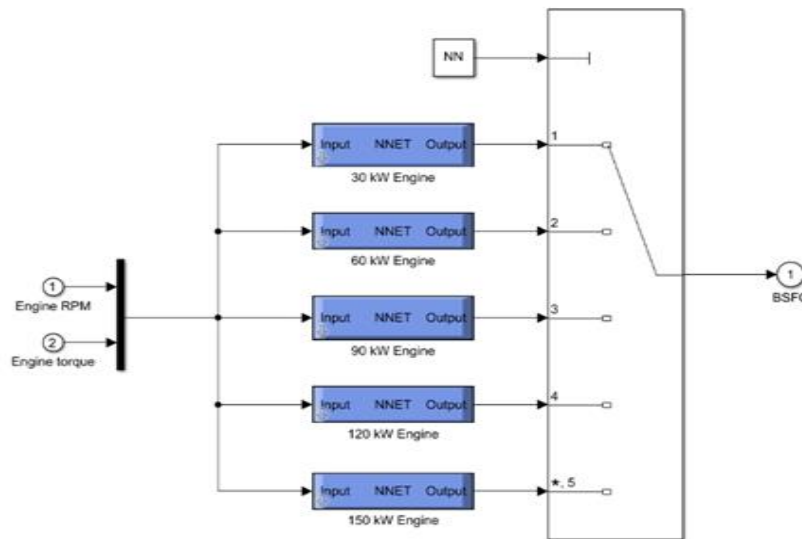 NN
1
Input NNET Output
30 kW Engine
2
Input NNET Output
60 kW Engine
1
Engine RPM
2
Engine torque
3
Input NNET Output
90 kW Engine
1
BSFC
4
Input NNET Output
120 kW Engine
*, 5
Input NNET Output
150 kW Engine